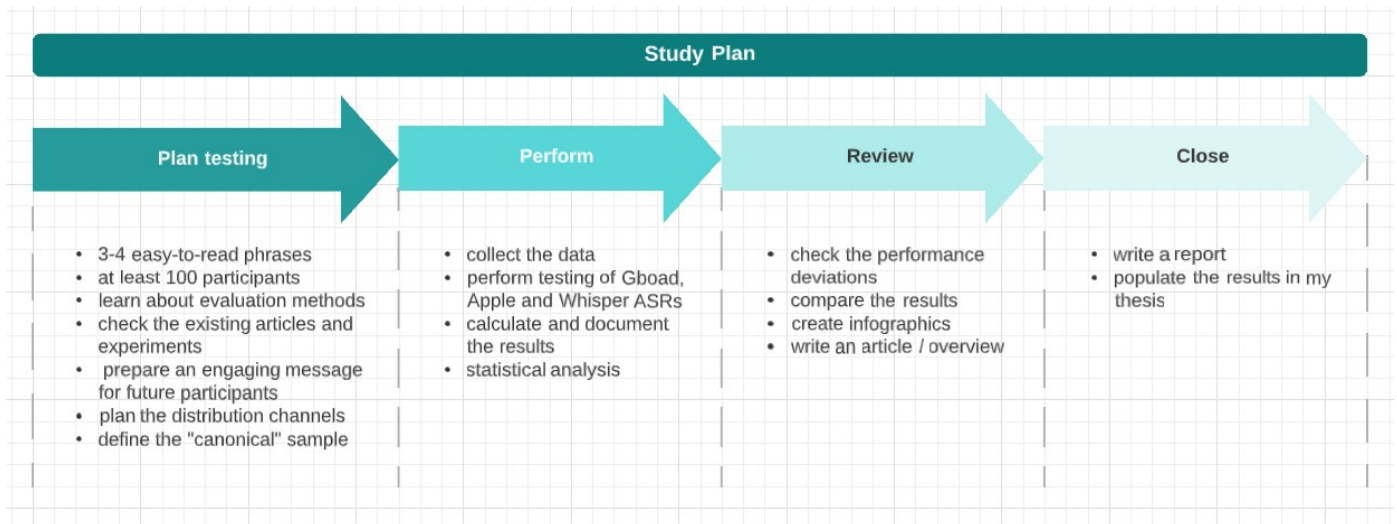 Study Plan
Plan testing
• 3-4 easy-to-read phrases
• at least 100 participants
• learn about evaluation methods
• check the existing articles and
experiments
• prepare an engaging message
for future participants
• plan the distribution channels
• define the "canonical" sample
Perform
• collect the data
• perform testing of Gboad,
Apple and Whisper ASRs
• calculate and document
the results
• statistical analysis
Review
• check the performance
deviations
• compare the results
• create infographics
• write an article / overview
Close
• write a report
• populate the results in my
thesis